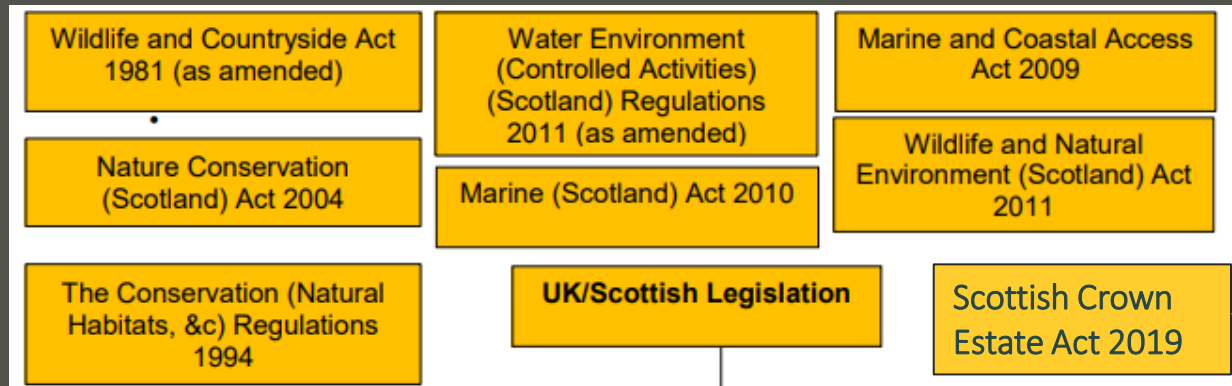 Wildlife and Countryside Act
1981 (as amended)
Nature Conservation
(Scotland) Act 2004
The Conservation (Natural
Habitats, &c) Regulations
1994
Water Environment
(Controlled Activities)
(Scotland) Regulations
2011 (as amended)
Marine (Scotland) Act 2010
UK/Scottish Legislation
Marine and Coastal Access
Act 2009
Wildlife and Natural
Environment (Scotland) Act
2011
Scottish Crown
Estate Act 2019